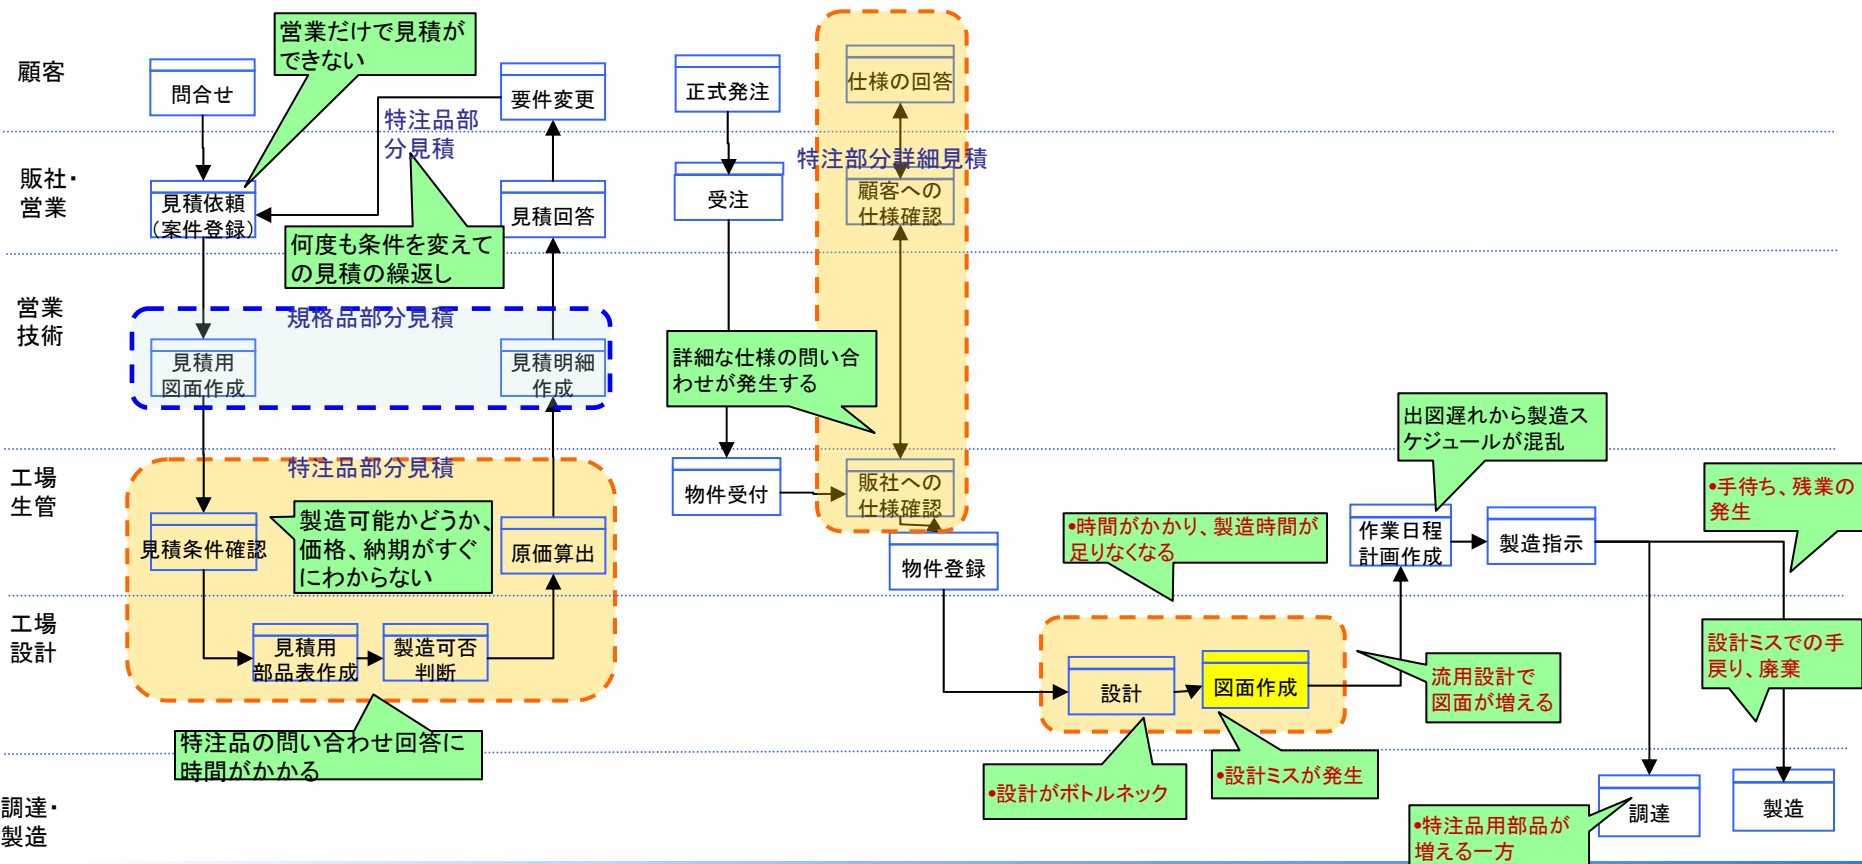 顧客
問合せ
営業だけで見積が
できない
要件変更
正式発注
仕様の回答
特注品部
分見積
販社・
営業
見積依頼
(案件登録)
見積回答
受注
特注部分詳細見積
顧客への
仕様確認
何度も条件を変えて
の見積の繰返し
営業
技術
規格品部分見積
見積用
図面作成
見積明細
作成
詳細な仕様の問い合
わせが発生する
工場
生管
特注品部分見積
見積条件確認
製造可能かどうか、
価格、納期がすぐ
にわからない
原価算出
物件受付
販社への
仕様確認
物件登録
•時間がかかり、製造時間が
足りなくなる
出図遅れから製造ス
ケジュールが混乱
作業日程
計画作成
製造指示
•手待ち、残業の
発生
工場
設計
見積用
部品表作成
製造可否
判断
設計
図面作成
流用設計で
図面が増える
設計ミスでの手
戻り、廃棄
特注品の問い合わせ回答に
時間がかかる
•設計がボトルネック
•設計ミスが発生
調達・
製造
•特注品用部品が
増える一方
調達
製造